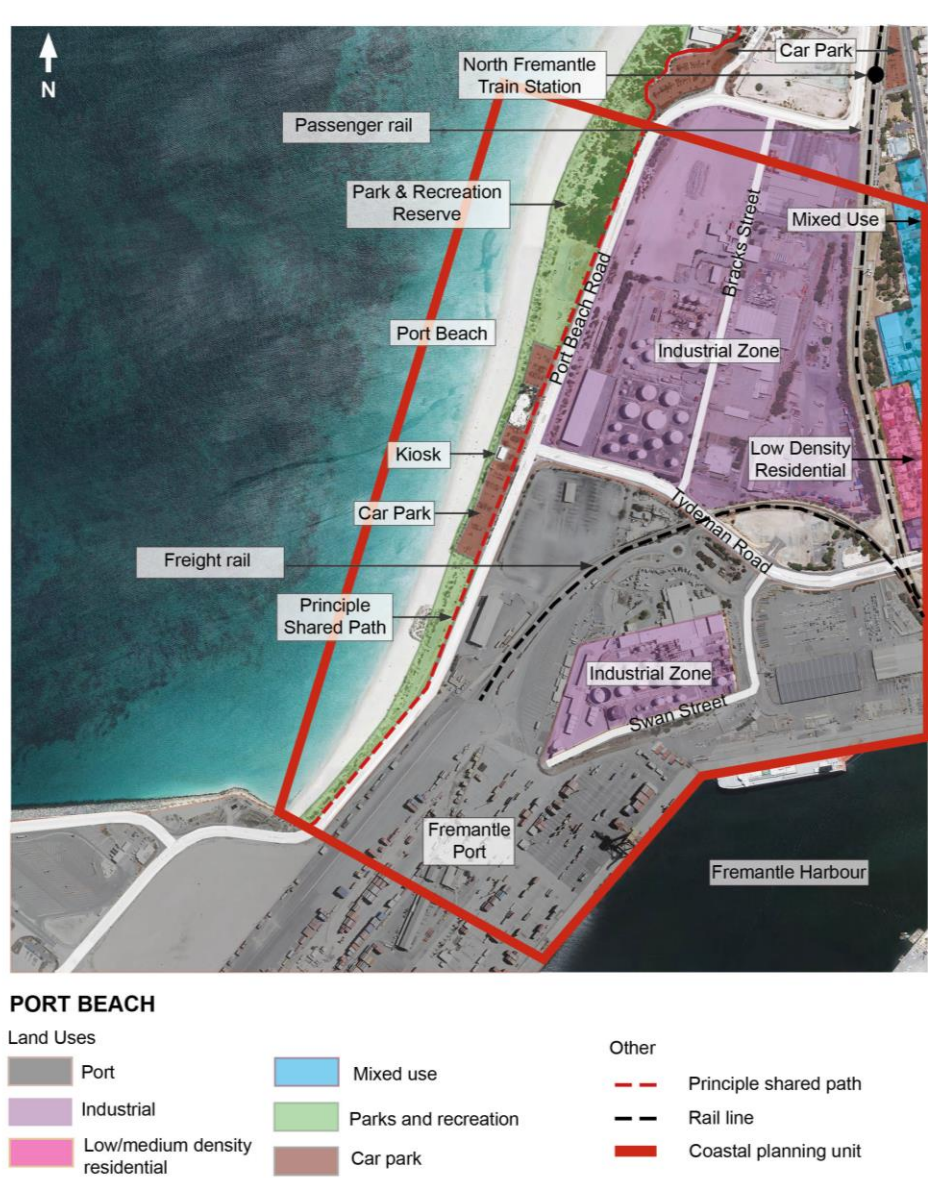 N
Car Park
North Fremantle
Train Station
Passenger rail
Park & Recreation
Reserve
Mixed Use
Bracks Street
Port Beach Road
Port Beach
Industrial Zone
Kiosk
Low Density
Residential
Car Park
Tydeman Road
Freight rail
Principle
Shared Path
Industrial Zone
Swan Street
Fremantle
Port
Fremantle Harbour
PORT BEACH
Land Uses
Port
Industrial
Low/medium density
residential
Mixed use
Parks and recreation
Car park
Other
Principle shared path
Rail line
Coastal planning unit